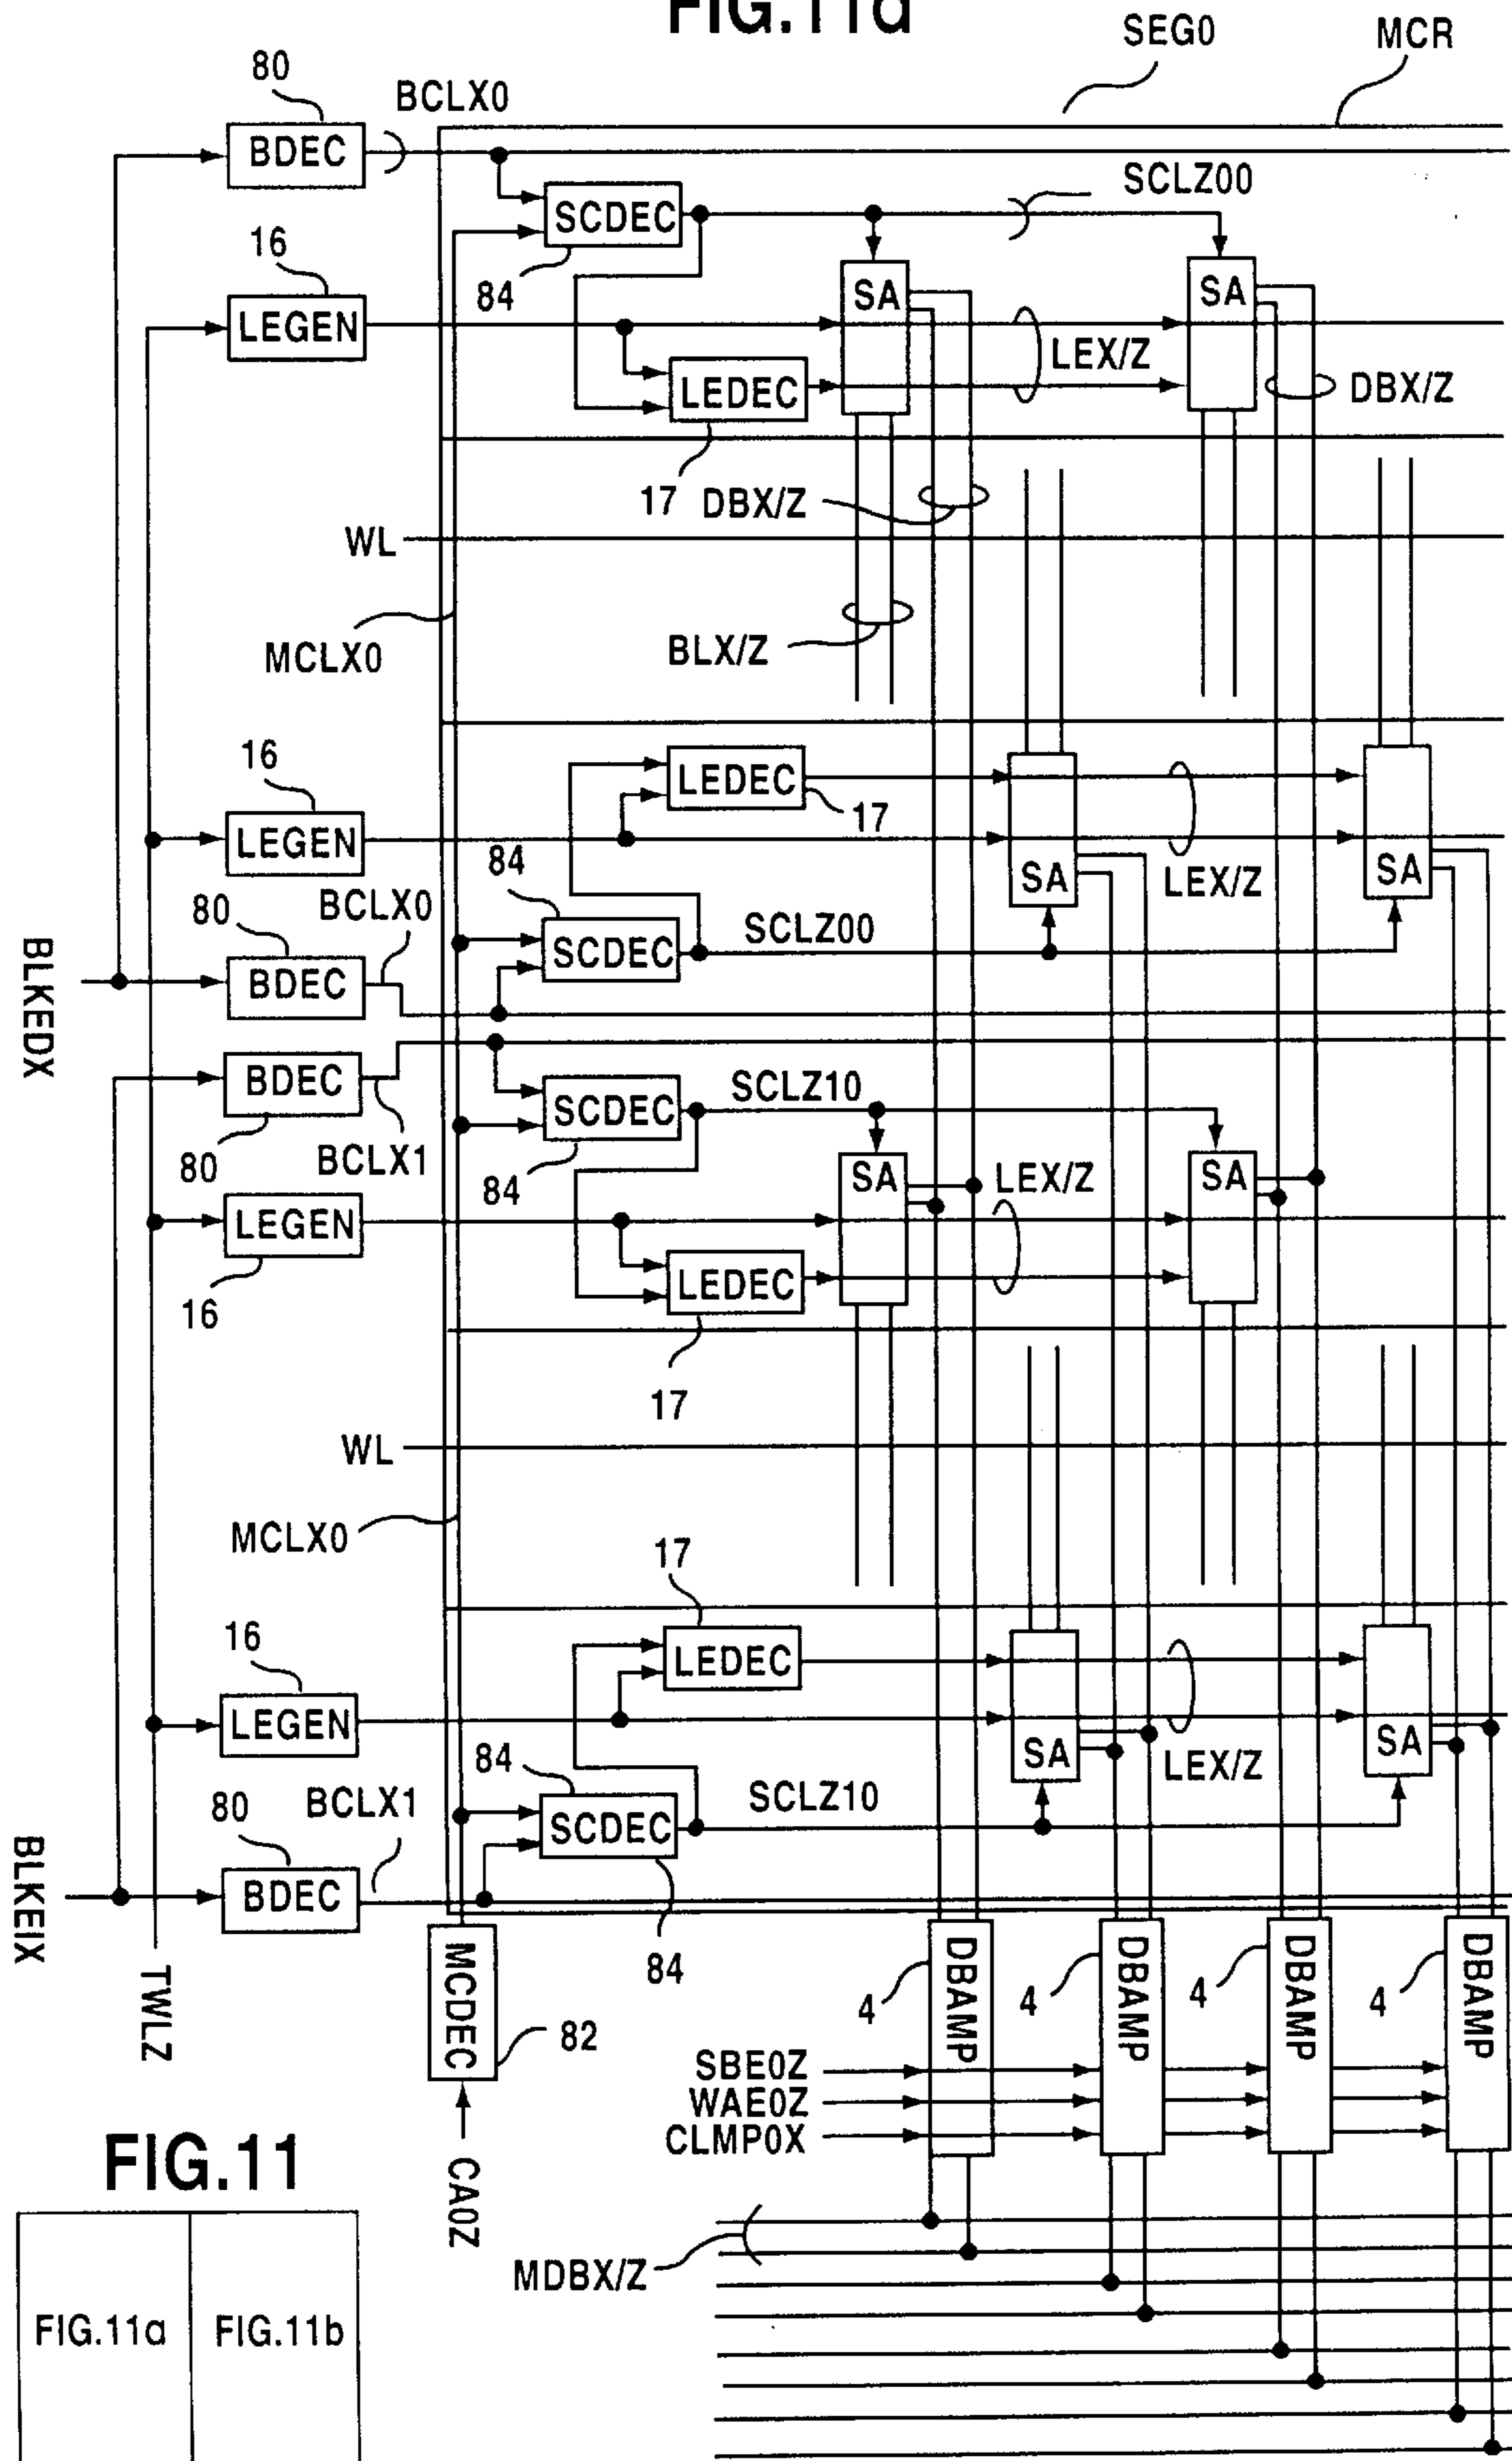 FIG.11a
SEG0
MCR
80
BCLX0
BDEC
SCLZ00
SCDEC
16
84
SA
SA
LEGEN
LEX/Z
LEDEC
DBX/Z
17
DBX/Z
WL
MCLX0
BLX/Z
16
LEDEC
17
LEGEN
84
SA
LEX/Z
SA
80
BCLX0
SCLZ00
SCDEC
BLKEDX
BDEC
BDEC
SCLZ10
SCDEC
80
BCLX1
84
SA
LEX/Z
SA
LEGEN
LEDEC
16
17
WL
MCLX0
17
16
LEDEC
LEGEN
84
SA
LEX/Z
SA
80
BCLX1
SCLZ10
SCDEC
BLKEIX
BDEC
84
TWLZ
MCDEC
82
4
DBAMP
4
DBAMP
4
DBAMP
4
DBAMP
SBE0Z
WAE0Z
CLMP0X
CA0Z
MDBX/Z
FIG.11
FIG.11a
FIG.11b